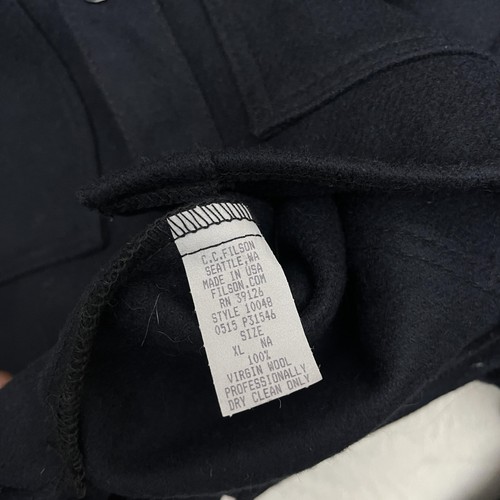 C.C.FILSON
SEATTLE,WA
MADE IN USA
FILSON.COM
RN 39126
STYLE 10048
0515 P31546
SIZE
XL NA
100%
VIRGIN WOOL
PROFESSIONALLY
DRY CLEAN ONLY